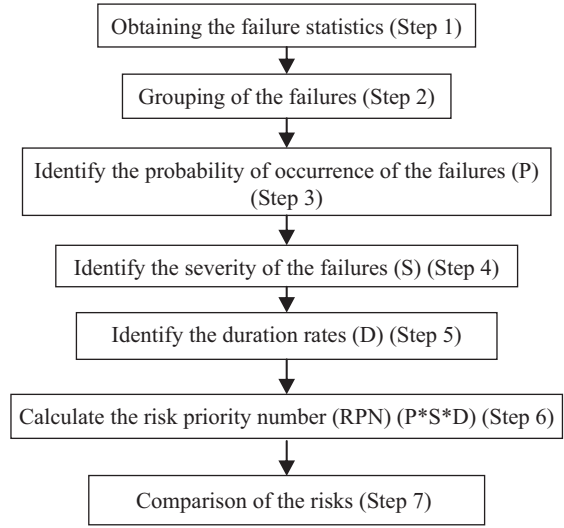 Obtaining the failure statistics (Step 1)
Grouping of the failures (Step 2)
Identify the probability of occurrence of the failures (P)
(Step 3)
Identify the severity of the failures (S) (Step 4)
Identify the duration rates (D) (Step 5)
Calculate the risk priority number (RPN) (P*S*D) (Step 6)
Comparison of the risks (Step 7)